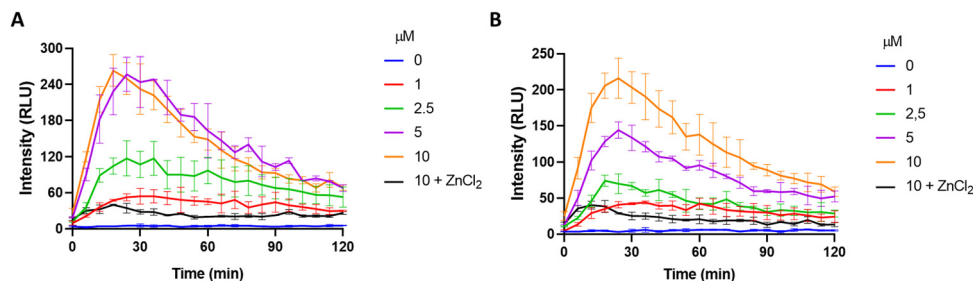 A
μM
300
240
180
120
60
0
Intensity (RLU)
0 30 60 90 120
Time (min)
0
1
2.5
5
10
10 + ZnCl₂
B
μM
250
200
150
100
50
0
Intensity (RLU)
0 30 60 90 120
Time (min)
0
1
2,5
5
10
10 + ZnCl₂